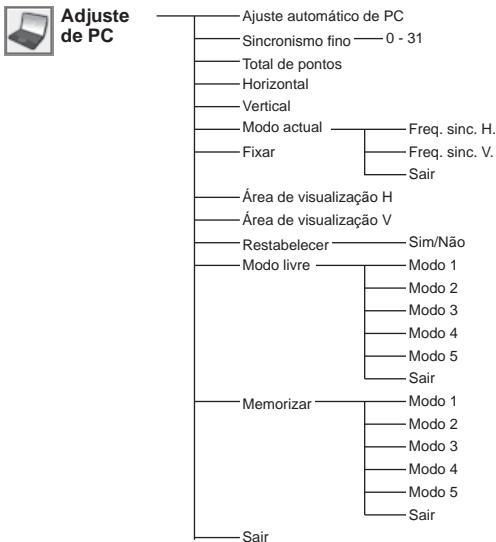 Adjuste
de PC
Ajuste automático de PC
Sincronismo fino 0 - 31
Total de pontos
Horizontal
Vertical
Modo actual Freq. sinc. H.
Fixar Freq. sinc. V.
Sair
Área de visualização H
Área de visualização V
Restabelecer Sim/Não
Modo livre Modo 1
Modo 2
Modo 3
Modo 4
Modo 5
Sair
Memorizar Modo 1
Modo 2
Modo 3
Modo 4
Modo 5
Sair
Sair